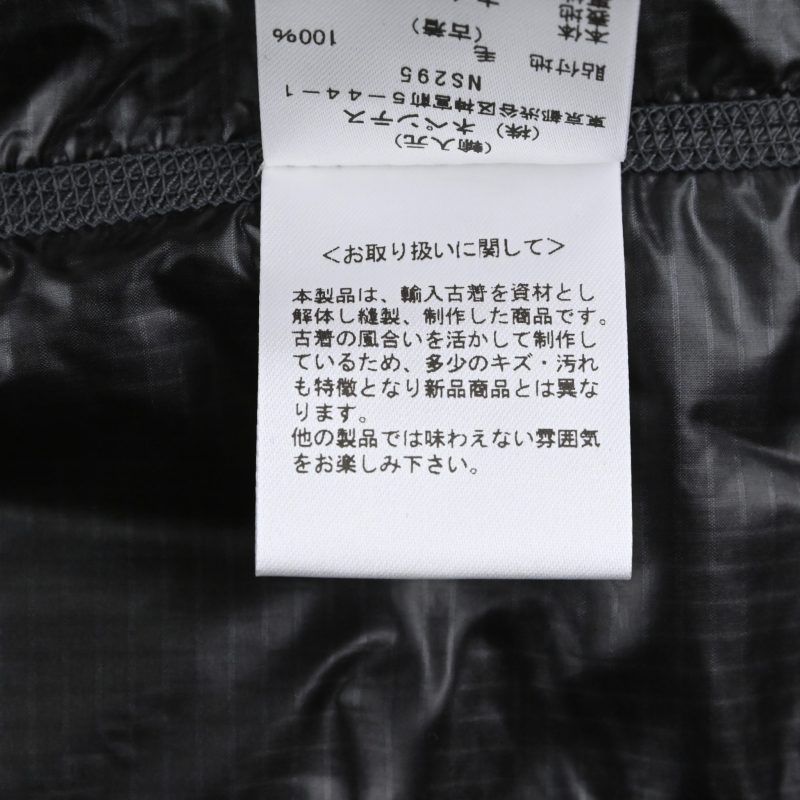 (輸入元)
(株)ネペンテス
東京都渋谷区神宮前5−44−1
NS295
貼付地 毛 100%
(古着)
本体
<お取り扱いに関して>
本製品は、輸入古着を資材とし
解体し縫製、制作した商品です。
古着の風合いを活かして制作し
ているため、多少のキズ・汚れ
も特徴となり新品商品とは異な
ります。
他の製品では味わえない雰囲気
をお楽しみ下さい。